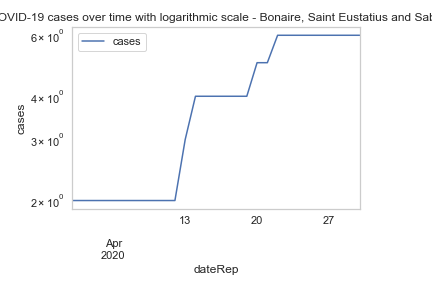 OVID-19 cases over time with logarithmic scale - Bonaire, Saint Eustatius and Sab
6 × 10⁰
cases
4 × 10⁰
cases
3 × 10⁰
2 × 10⁰
13 20 27
Apr
2020
dateRep